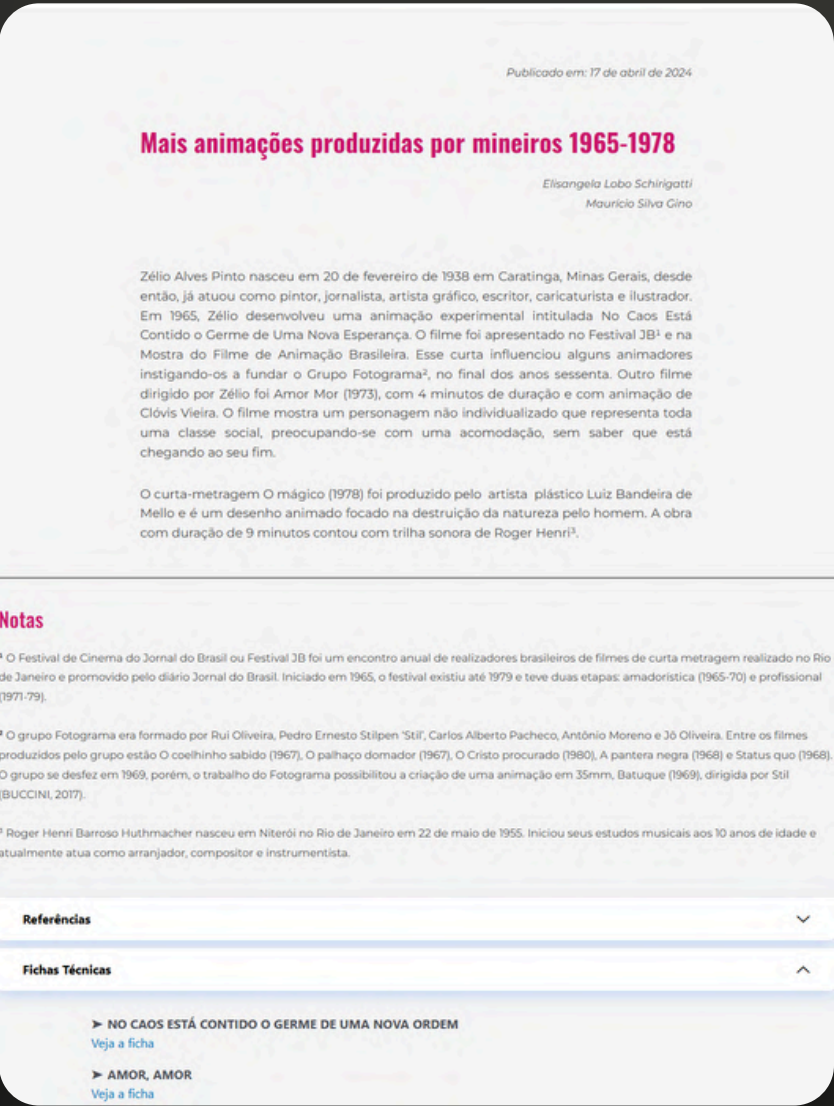 Publicado em: 17 de abril de 2024
Mais animações produzidas por mineiros 1965-1978
Elisangela Lobo Schirigatti
Maurício Silva Gino
Zélio Alves Pinto nasceu em 20 de fevereiro de 1938 em Caratinga, Minas Gerais, desde
então, já atuou como pintor, jornalista, artista gráfico, escritor, caricaturista e ilustrador.
Em 1965, Zélio desenvolveu uma animação experimental intitulada No Caos Está
Contido o Germe de Uma Nova Esperança. O filme foi apresentado no Festival JB¹ e na
Mostra do Filme de Animação Brasileira. Esse curta influenciou alguns animadores
instigando-os a fundar o Grupo Fotograma², no final dos anos sessenta. Outro filme
dirigido por Zélio foi Amor Mor (1973), com 4 minutos de duração e com animação de
Clóvis Vieira. O filme mostra um personagem não individualizado que representa toda
uma classe social, preocupando-se com uma acomodação, sem saber que está
chegando ao seu fim.
O curta-metragem O mágico (1978) foi produzido pelo artista plástico Luiz Bandeira de
Mello e é um desenho animado focado na destruição da natureza pelo homem. A obra
com duração de 9 minutos contou com trilha sonora de Roger Henri³.
Notas
¹ O Festival de Cinema do Jornal do Brasil ou Festival JB foi um encontro anual de realizadores brasileiros de filmes de curta metragem realizado no Rio
de Janeiro e promovido pelo diário Jornal do Brasil. Iniciado em 1965, o festival existiu até 1979 e teve duas etapas: amadorística (1965-70) e profissional
(1971-79).
² O grupo Fotograma era formado por Rui Oliveira, Pedro Ernesto Stilpen 'Stil', Carlos Alberto Pacheco, Antônio Moreno e Jô Oliveira. Entre os filmes
produzidos pelo grupo estão O coelhinho sabido (1967), O palhaço domador (1967), O Cristo procurado (1980), A pantera negra (1968) e Status quo (1968).
O grupo se desfez em 1969, porém, o trabalho do Fotograma possibilitou a criação de uma animação em 35mm, Batuque (1969), dirigida por Stil
(BUCCINI, 2017).
³ Roger Henri Barroso Huthmacher nasceu em Niterói no Rio de Janeiro em 22 de maio de 1955. Iniciou seus estudos musicais aos 10 anos de idade e
atualmente atua como arranjador, compositor e instrumentista.
Referências
Fichas Técnicas
➤ NO CAOS ESTÁ CONTIDO O GERME DE UMA NOVA ORDEM
Veja a ficha
➤ AMOR, AMOR
Veja a ficha